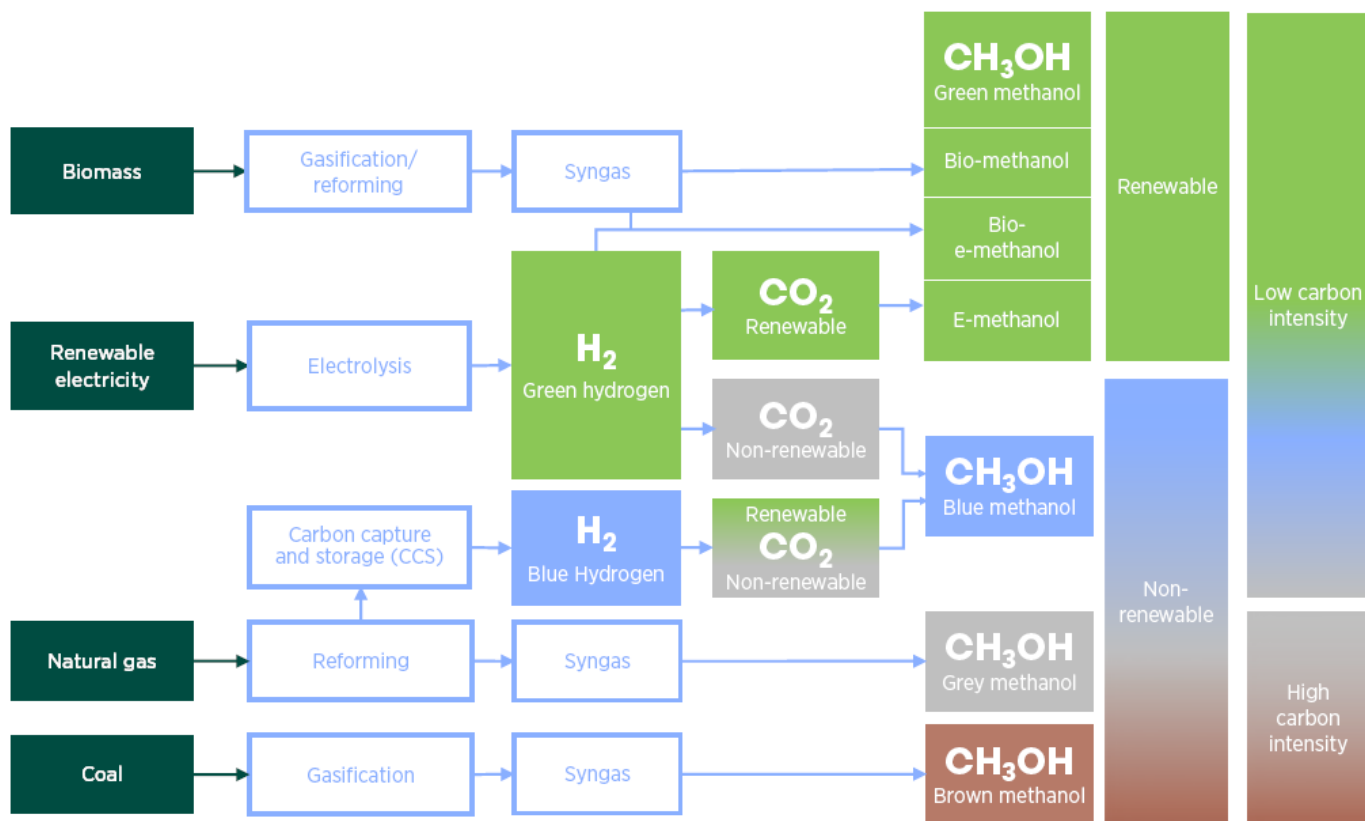 CH₃OH
Green methanol
Biomass
Gasification/
reforming
Syngas
Bio-methanol
Renewable
Bio-
e-methanol
Low carbon
intensity
Renewable
electricity
Electrolysis
H₂
Green hydrogen
CO₂
Renewable
E-methanol
CO₂
Non-renewable
CH₃OH
Blue methanol
Carbon capture
and storage (CCS)
H₂
Blue Hydrogen
Renewable
CO₂
Non-renewable
Non-
renewable
Natural gas
Reforming
Syngas
CH₃OH
Grey methanol
High
carbon
intensity
Coal
Gasification
Syngas
CH₃OH
Brown methanol